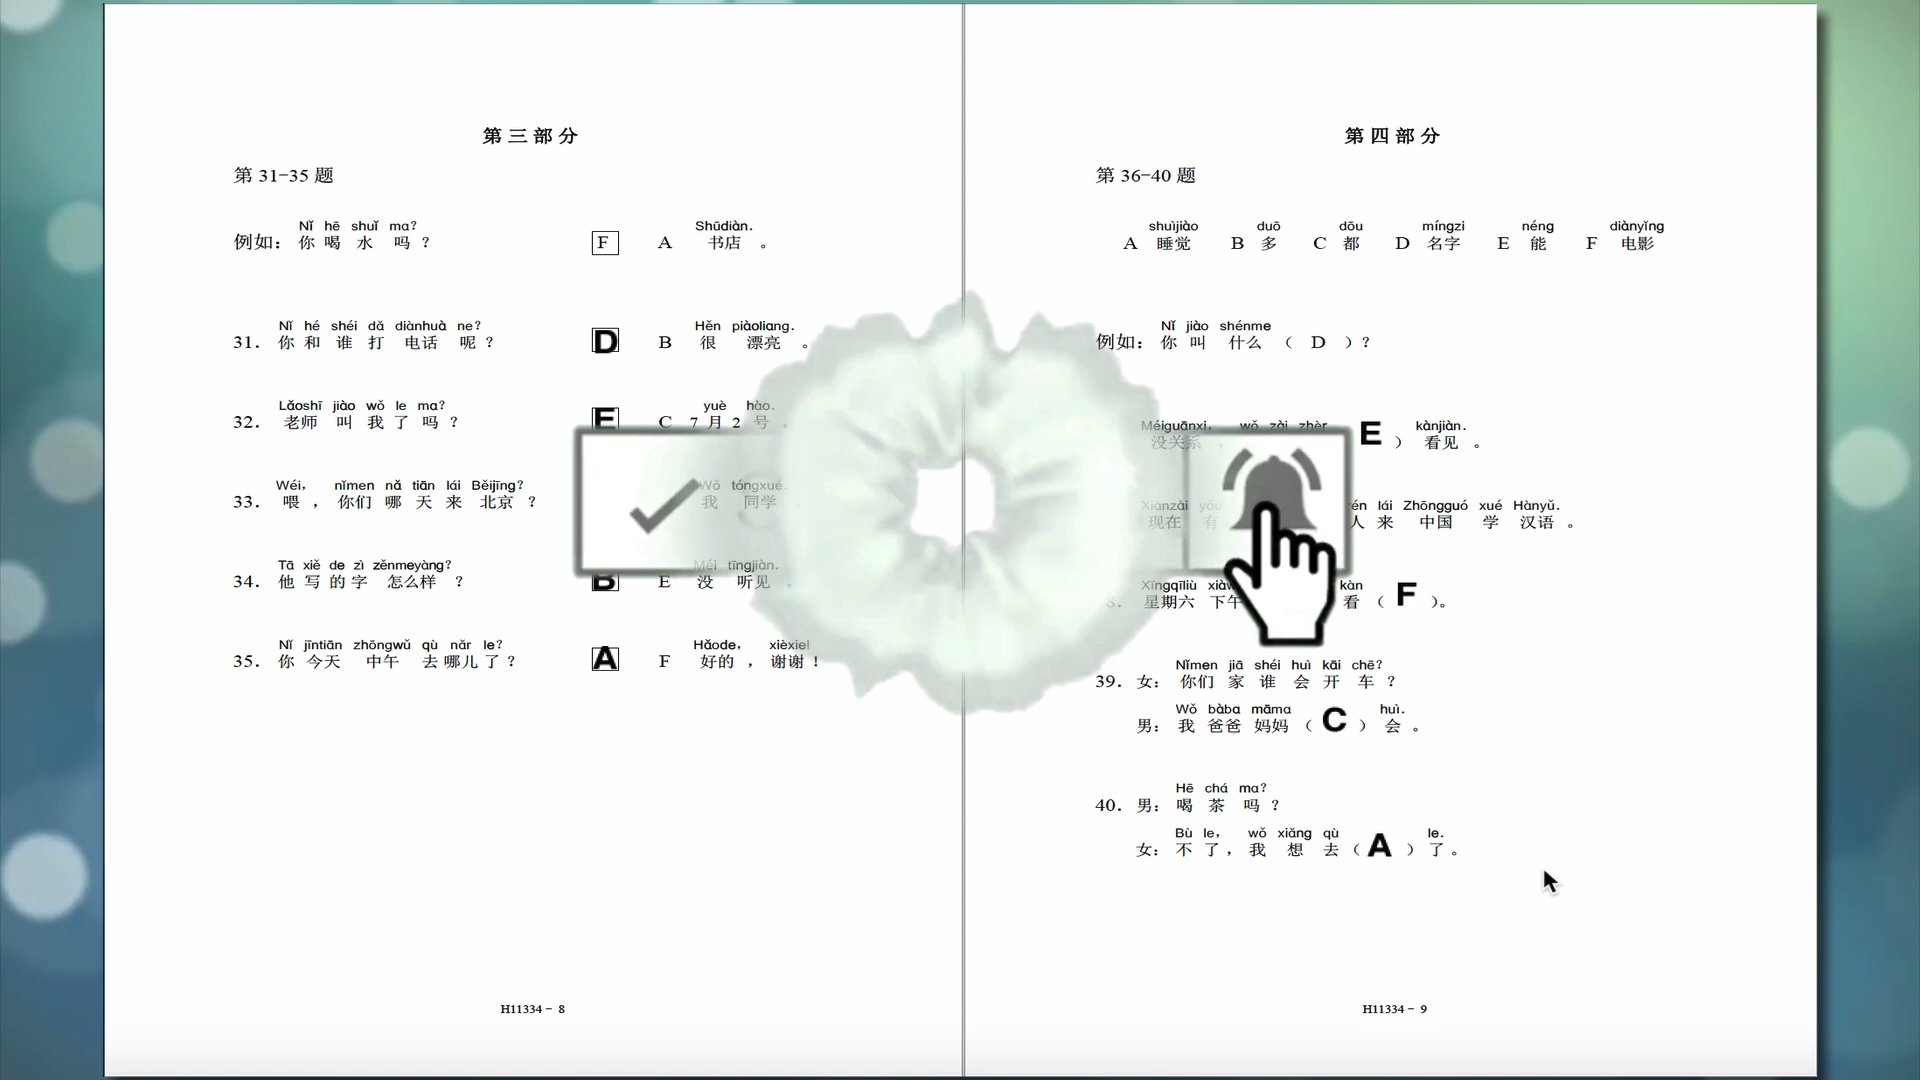 第三部分
第 31-35 题
Nǐ hē shuǐ ma?
例如： 你 喝 水 吗 ？ F A Shūdiàn. 书店 。
Nǐ hé shéi dǎ diànhuà ne? Hěn piàoliang.
31. 你 和 谁 打 电话 呢 ？ D B 很 漂亮 。
Lǎoshī jiào wǒ le ma? yuè hào.
32. 老师 叫 我 了 吗 ？ E C 7 月 2 号 。
Wéi, nǐmen nǎ tiān lái Běijīng? Wǒ tóngxué.
33. 喂 ， 你们 哪 天 来 北京 ？ 我 同学
Tā xiě de zì zěnmeyàng? Méi tīngjiàn.
34. 他 写 的 字 怎么样 ？ B E 没 听见 。
Nǐ jīntiān zhōngwǔ qù nǎr le? Hǎode, xièxie!
35. 你 今天 中午 去 哪儿 了 ？ A F 好的 ， 谢谢 ！
H11334 - 8
第四部分
第 36-40 题
shuìjiào duō dōu míngzi néng diànyǐng
A 睡觉 B 多 C 都 D 名字 E 能 F 电影
Nǐ jiào shénme
例如： 你 叫 什么 （ D ）？
Méiguānxi, wǒ zài zhèr kànjiàn.
没关系 ， E ） 看见 。
Xiànzài yǒu rén lái Zhōngguó xué Hànyǔ.
现在 有 人 来 中国 学 汉语 。
Xīngqīliù kàn
星期六 下午 看 （ F ）。
Nǐmen jiā shéi huì kāi chē?
39. 女： 你们 家 谁 会 开 车 ？
Wǒ bàba māma huì.
男： 我 爸爸 妈妈 （ C ） 会 。
Hē chá ma?
40. 男： 喝 茶 吗 ？
Bù le, wǒ xiǎng qù le.
女： 不 了 ， 我 想 去 （ A ） 了 。
H11334 - 9